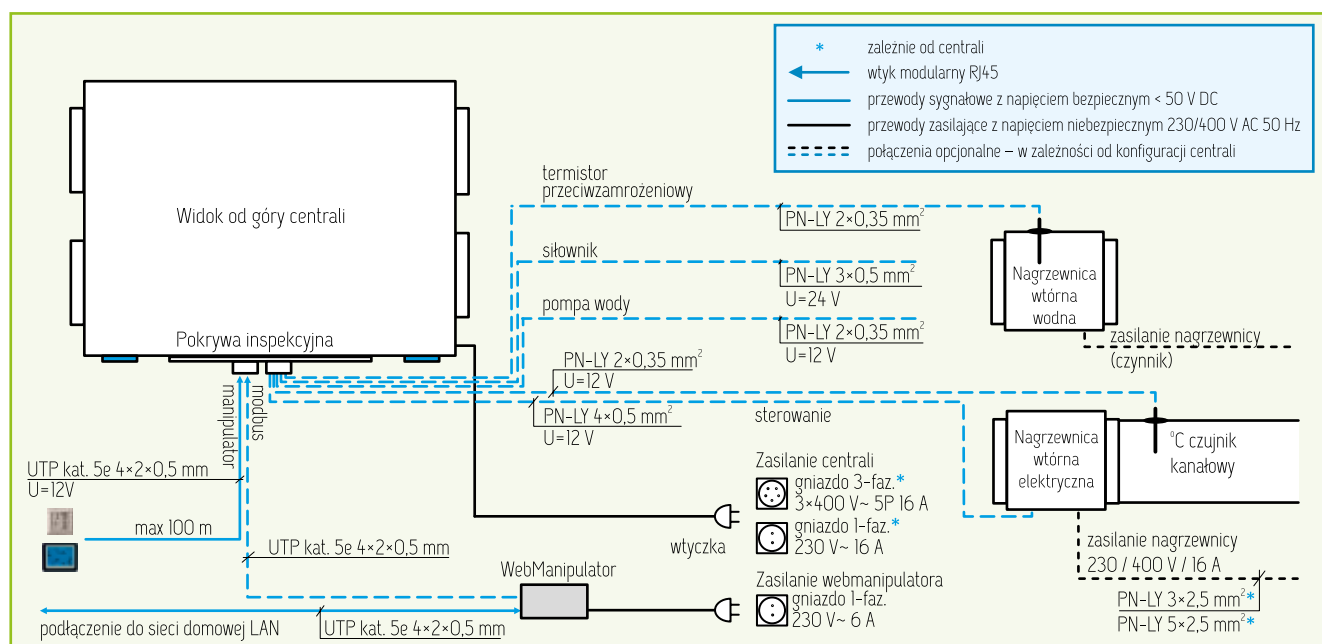 * zależnie od centrali
wtyk modularny RJ45
przewody sygnałowe z napięciem bezpiecznym < 50 V DC
przewody zasilające z napięciem niebezpiecznym 230/400 V AC 50 Hz
połączenia opcjonalne – w zależności od konfiguracji centrali
Widok od góry centrali
Pokrywa inspekcyjna
termistor
przeciwzamrożeniowy
PN-LY 2×0,35 mm²
siłownik
PN-LY 3×0,5 mm²
U=24 V
pompa wody
PN-LY 2×0,35 mm²
U=12 V
Nagrzewnica
wtórna
wodna
zasilanie nagrzewnicy
(czynnik)
PN-LY 2×0,35 mm²
U=12 V
PN-LY 4×0,5 mm²
U=12 V
sterowanie
Nagrzewnica
wtórna
elektryczna
°C czujnik
kanałowy
manipulator
modbus
UTP kat. 5e 4×2×0,5 mm
U=12V
max 100 m
UTP kat. 5e 4×2×0,5 mm
Zasilanie centrali
gniazdo 3-faz.*
3×400 V~ 5P 16 A
gniazdo 1-faz.*
230 V~ 16 A
wtyczka
zasilanie nagrzewnicy
230 / 400 V / 16 A
PN-LY 3×2,5 mm²*
PN-LY 5×2,5 mm²*
WebManipulator
Zasilanie webmanipulatora
gniazdo 1-faz.
230 V~ 6 A
podłączenie do sieci domowej LAN
UTP kat. 5e 4×2×0,5 mm